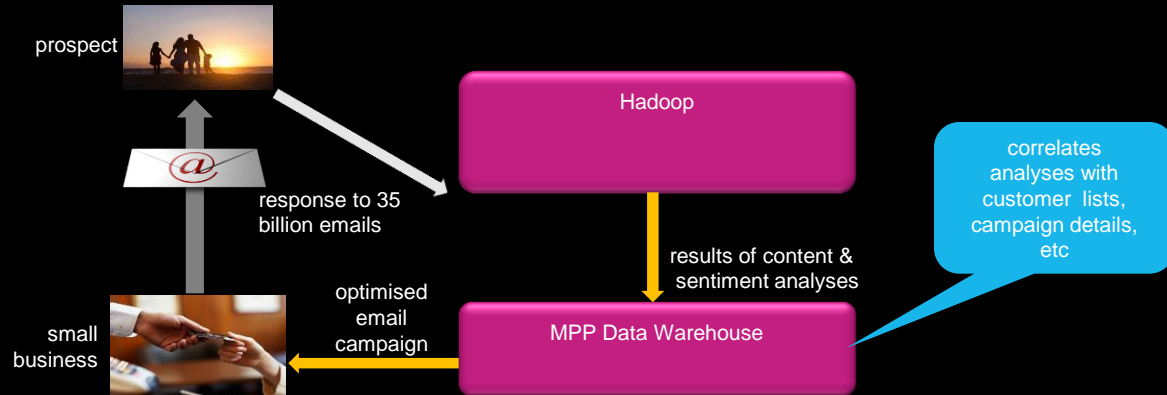 prospect
Hadoop
@
response to 35
billion emails
correlates
analyses with
customer lists,
campaign details,
etc
results of content &
sentiment analyses
optimised
email
campaign
small
business
MPP Data Warehouse